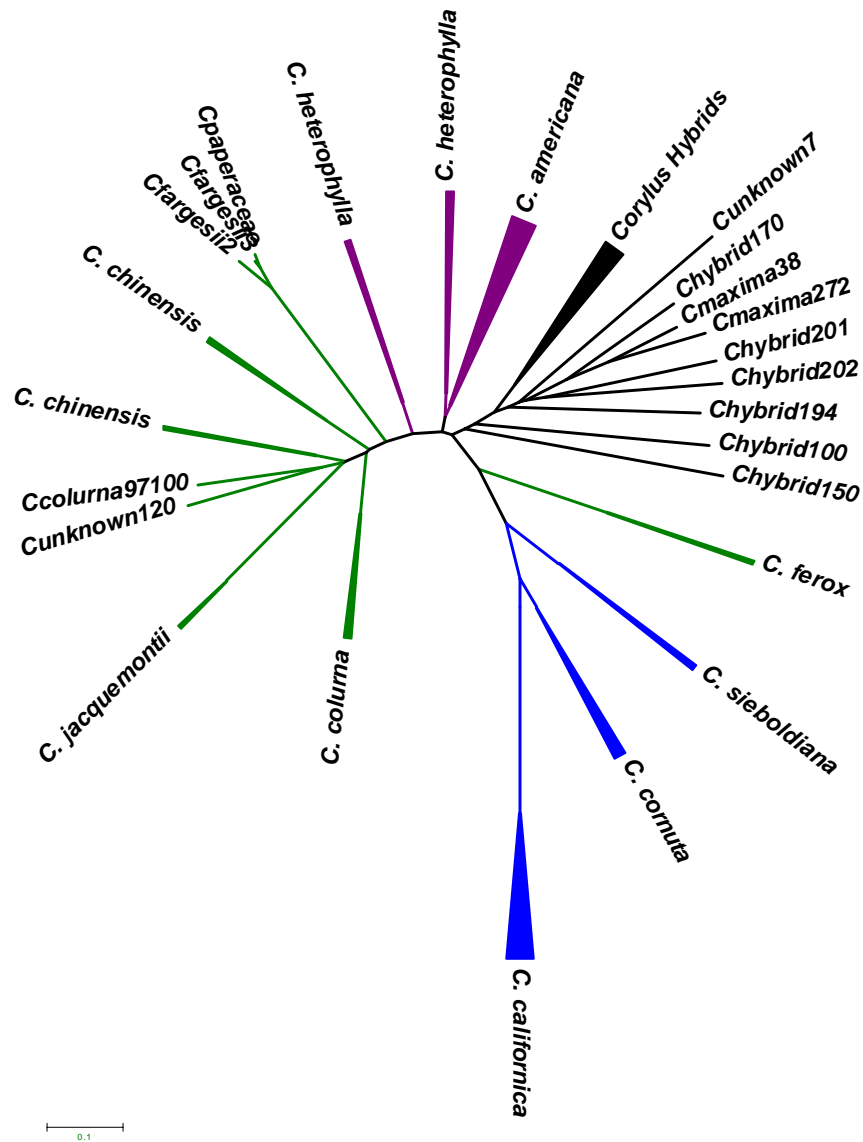 C. heterophylla
C. heterophylla
C. americana
Corylus Hybrids
Cunknown7
Chybrid170
Cmaxima38
Cmaxima272
Chybrid201
Chybrid202
Chybrid194
Chybrid100
Chybrid150
C. ferox
C. sieboldiana
C. cornuta
C. californica
C. colurna
C. jacquemontii
Cunknown120
Ccolurna97100
C. chinensis
C. chinensis
Cfargesii2
Cfargesii3
Cpaperaceae
0.1